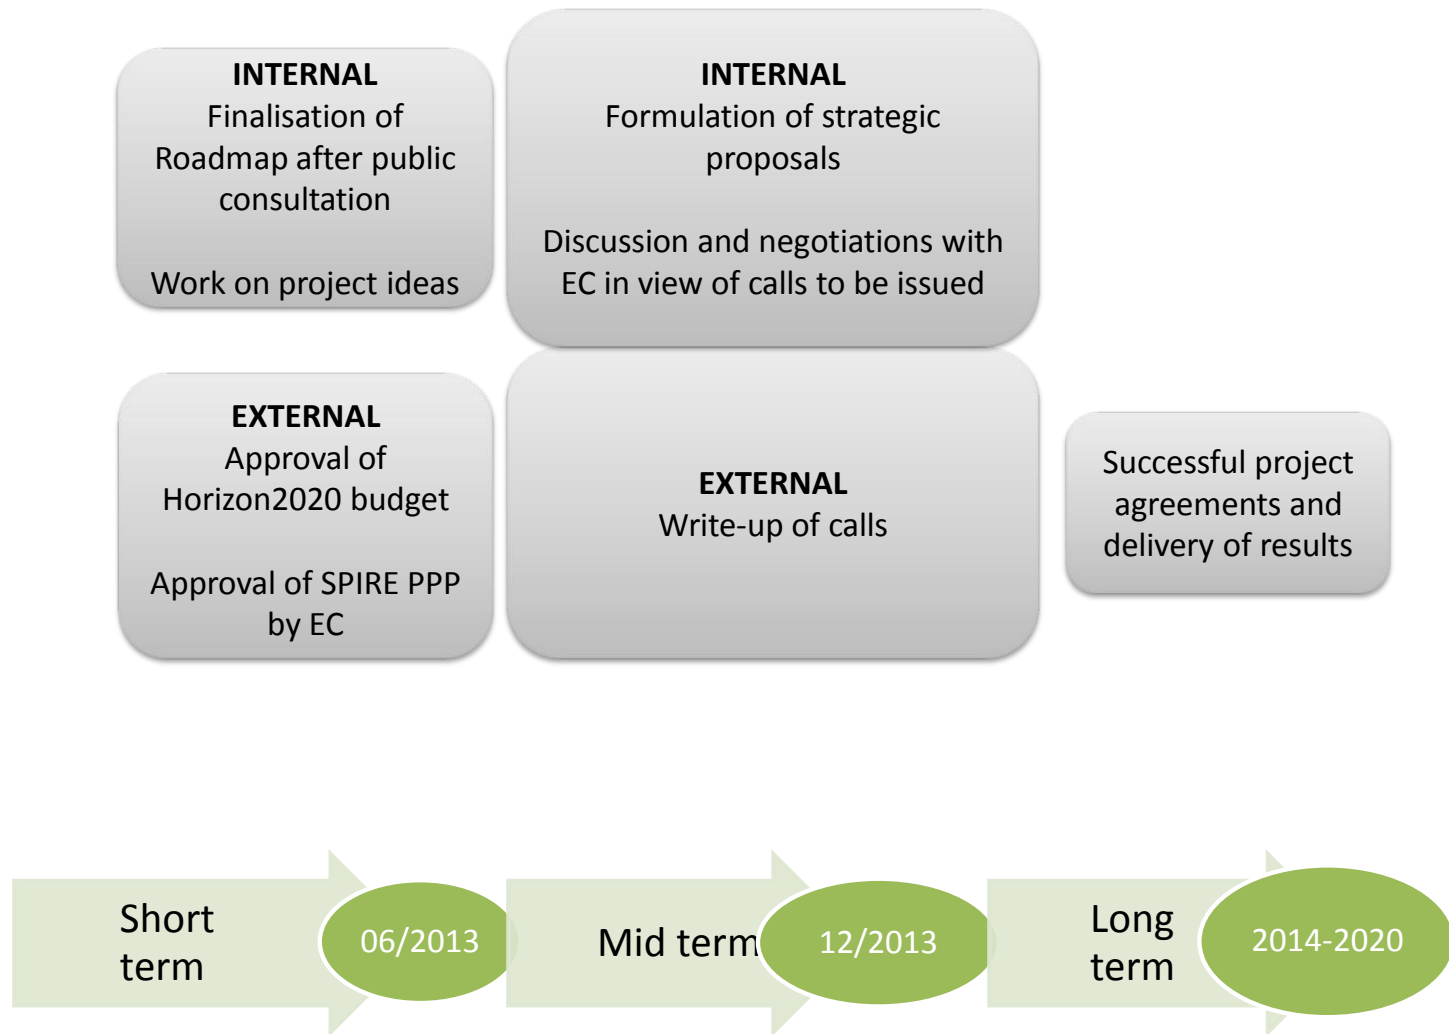 INTERNAL
Finalisation of
Roadmap after public
consultation
Work on project ideas
INTERNAL
Formulation of strategic
proposals
Discussion and negotiations with
EC in view of calls to be issued
EXTERNAL
Approval of
Horizon2020 budget
Approval of SPIRE PPP
by EC
EXTERNAL
Write-up of calls
Successful project
agreements and
delivery of results
Short
term
06/2013
Mid term
12/2013
Long
term
2014-2020